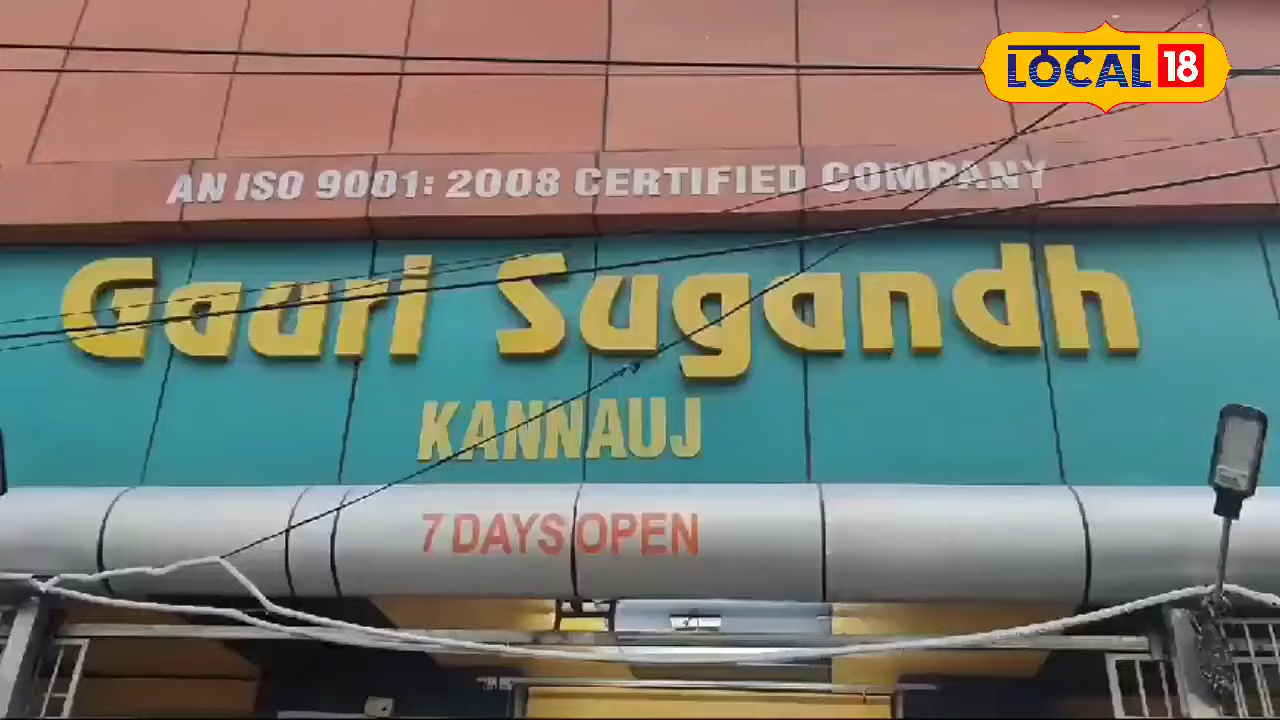 LOCAL 18
AN ISO 9001: 2008 CERTIFIED COMPANY
Gauri Sugandh
KANNAUJ
7 DAYS OPEN